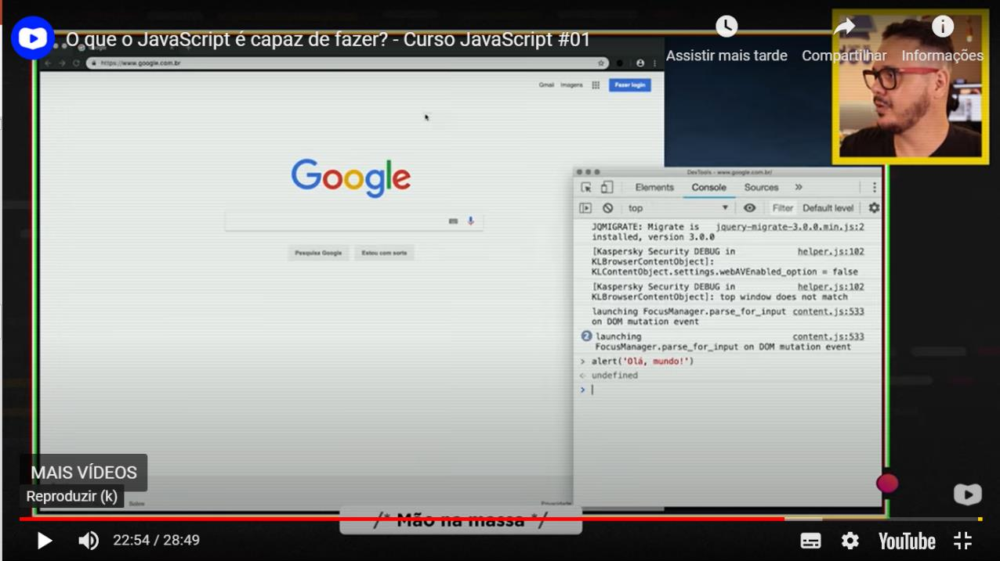 O que o JavaScript é capaz de fazer? - Curso JavaScript #01
Assistir mais tarde
Compartilhar
Informações
https://www.google.com.br
Gmail Imagens Fazer login
Google
Pesquisa Google Estou com sorte
DevTools - www.google.com.br/
Elements Console Sources »
top Filter Default level
JQMIGRATE: Migrate is jquery-migrate-3.0.0.min.js:2
installed, version 3.0.0
[Kaspersky Security DEBUG in helper.js:102
KLBrowserContentObject]:
KLContentObject.settings.webAVEnabled_option = false
[Kaspersky Security DEBUG in helper.js:102
KLBrowserContentObject]: top window does not match
launching FocusManager.parse_for_input content.js:533
on DOM mutation event
2 launching content.js:533
FocusManager.parse_for_input on DOM mutation event
> alert('Olá, mundo!')
< undefined
>
MAIS VÍDEOS
Reproduzir (k)
Sobre
Privacidade
/* Mão na massa */
22:54 / 28:49
YouTube